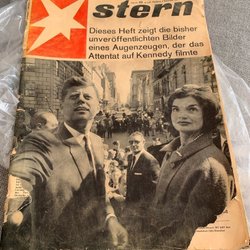 stern
Dieses Heft zeigt die bisher
unveröffentlichten Bilder
eines Augenzeugen, der das
Attentat auf Kennedy filmte